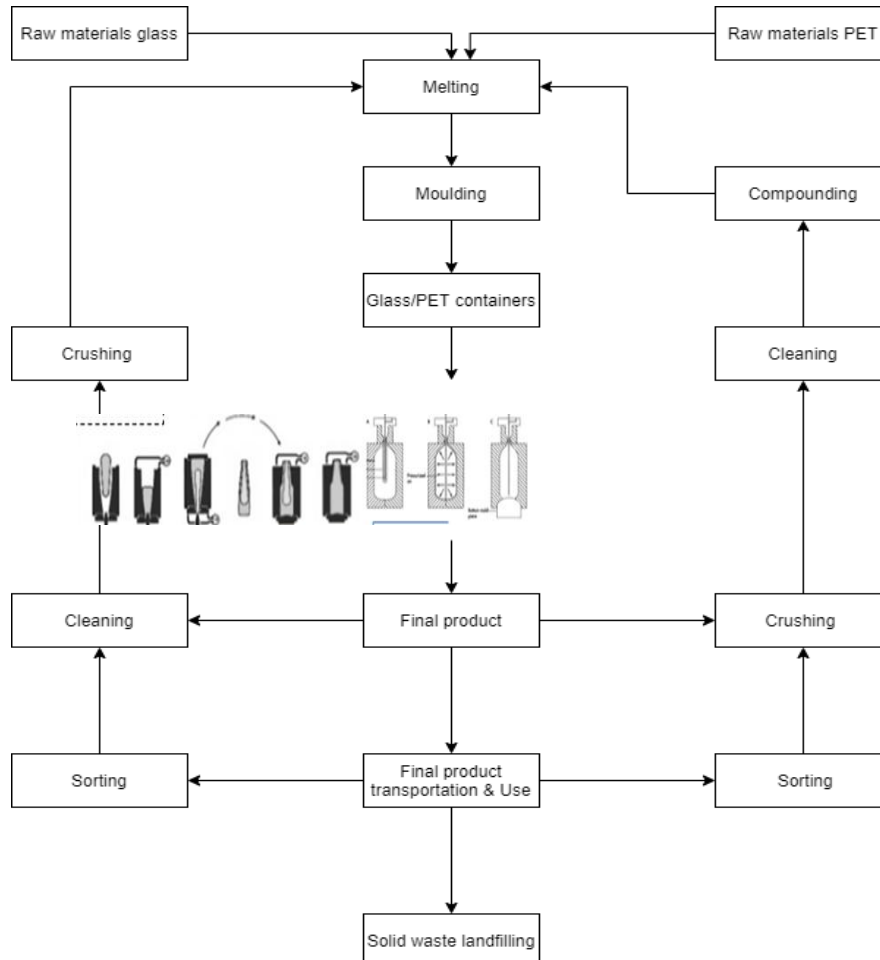 Raw materials glass
Raw materials PET
Melting
Moulding
Compounding
Glass/PET containers
Crushing
Cleaning
A
B
C
Cleaning
Final product
Crushing
Sorting
Final product
transportation & Use
Sorting
Solid waste landfilling